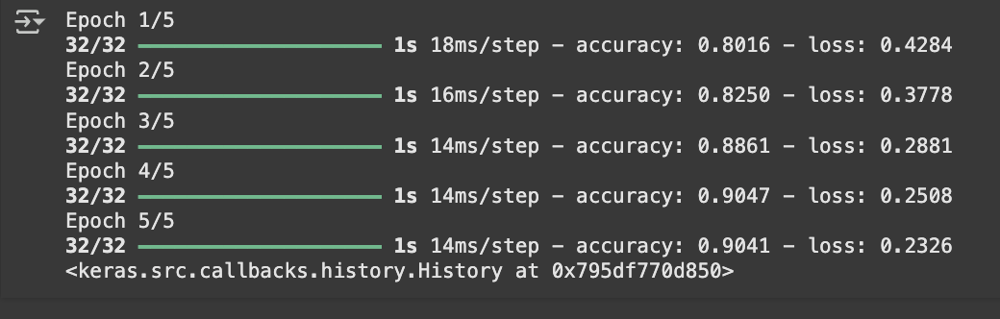 Epoch 1/5
32/32 ━━━━━━━━━━━━━━━━━━━━ 1s 18ms/step – accuracy: 0.8016 – loss: 0.4284
Epoch 2/5
32/32 ━━━━━━━━━━━━━━━━━━━━ 1s 16ms/step – accuracy: 0.8250 – loss: 0.3778
Epoch 3/5
32/32 ━━━━━━━━━━━━━━━━━━━━ 1s 14ms/step – accuracy: 0.8861 – loss: 0.2881
Epoch 4/5
32/32 ━━━━━━━━━━━━━━━━━━━━ 1s 14ms/step – accuracy: 0.9047 – loss: 0.2508
Epoch 5/5
32/32 ━━━━━━━━━━━━━━━━━━━━ 1s 14ms/step – accuracy: 0.9041 – loss: 0.2326
<keras.src.callbacks.history.History at 0x795df770d850>